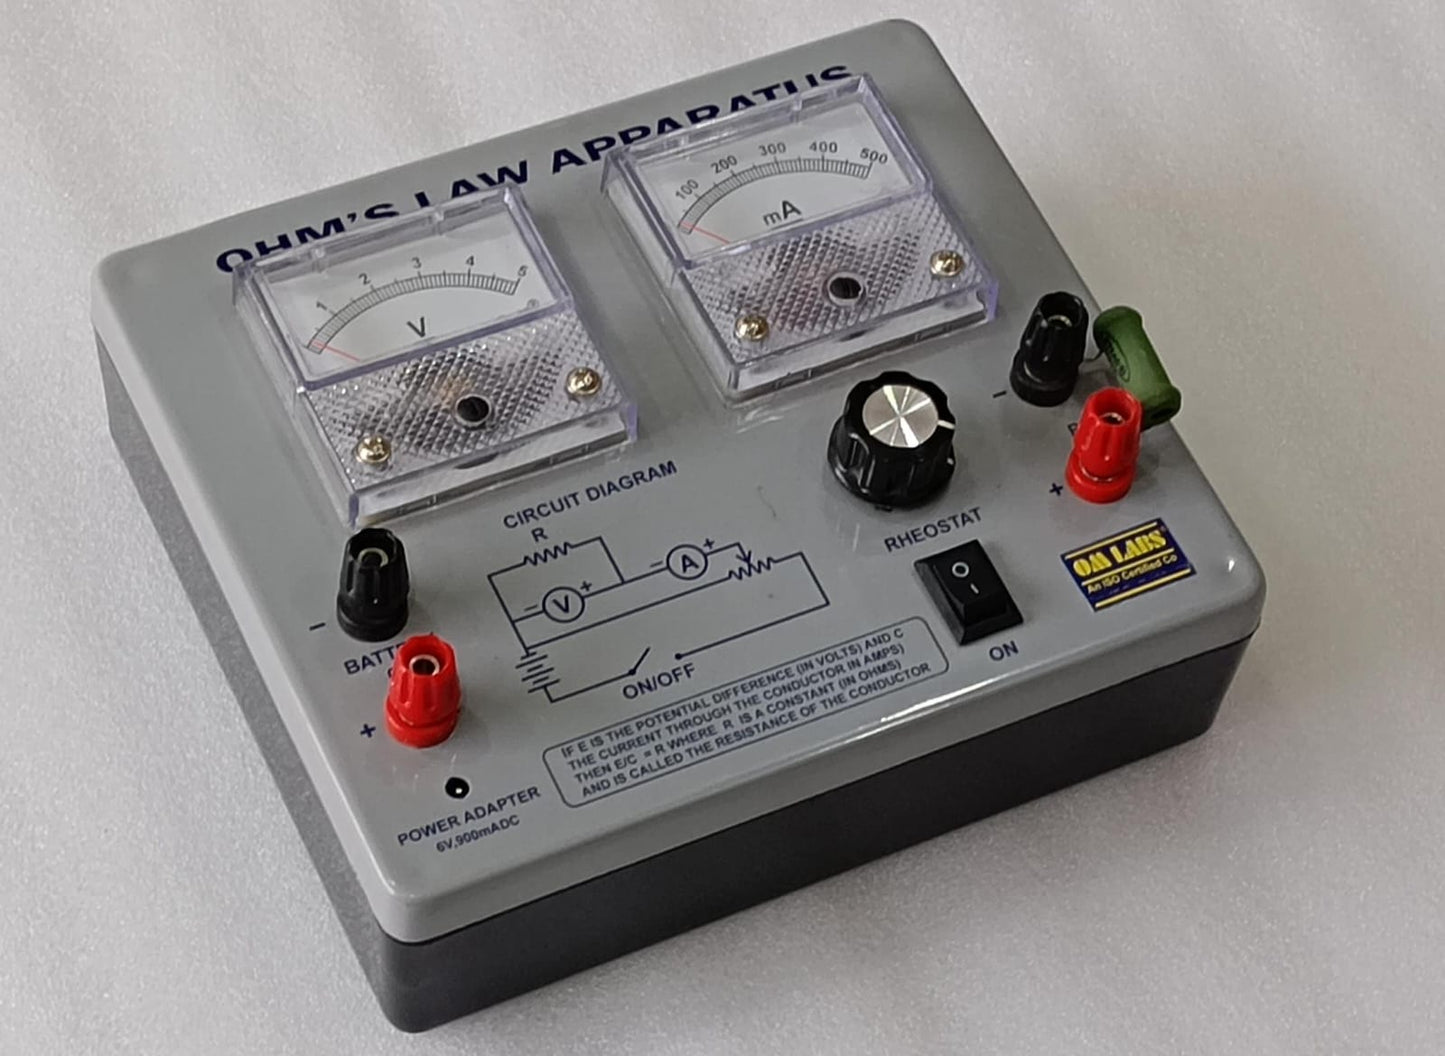 OHM'S LAW APPARATUS
1 2 3 4 5
V
100 200 300 400 500
mA
CIRCUIT DIAGRAM
R
V
A
ON/OFF
RHEOSTAT
ON
OM LABS
An ISO Certified Co
IF E IS THE POTENTIAL DIFFERENCE (IN VOLTS) AND C
THE CURRENT THROUGH THE CONDUCTOR IN AMPS)
THEN E/C = R WHERE R IS A CONSTANT (IN OHMS)
AND IS CALLED THE RESISTANCE OF THE CONDUCTOR
POWER ADAPTER
6V,900mADC